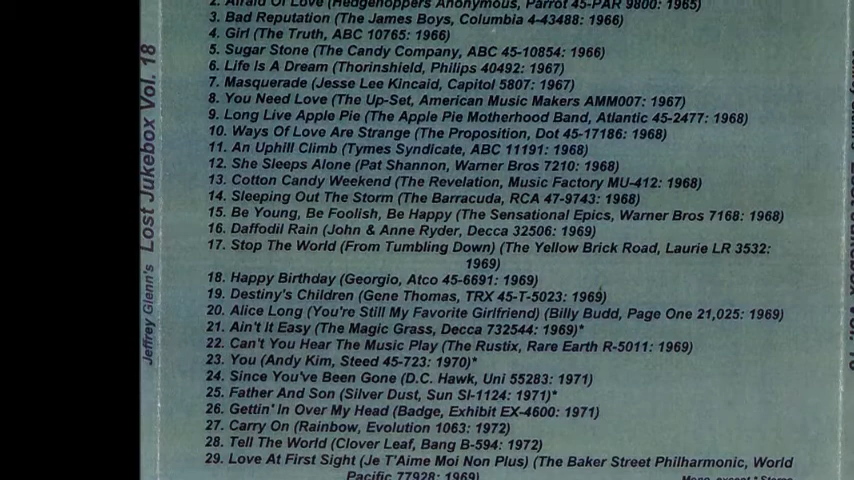 2. Afraid Of Love (Hedgehoppers Anonymous, Parrot 45-PAR 9800: 1965)
3. Bad Reputation (The James Boys, Columbia 4-43488: 1966)
4. Girl (The Truth, ABC 10765: 1966)
5. Sugar Stone (The Candy Company, ABC 45-10854: 1966)
6. Life Is A Dream (Thorinshield, Philips 40492: 1967)
7. Masquerade (Jesse Lee Kincaid, Capitol 5807: 1967)
8. You Need Love (The Up-Set, American Music Makers AMM007: 1967)
9. Long Live Apple Pie (The Apple Pie Motherhood Band, Atlantic 45-2477: 1968)
10. Ways Of Love Are Strange (The Proposition, Dot 45-17186: 1968)
11. An Uphill Climb (Tymes Syndicate, ABC 11191: 1968)
12. She Sleeps Alone (Pat Shannon, Warner Bros 7210: 1968)
13. Cotton Candy Weekend (The Revelation, Music Factory MU-412: 1968)
14. Sleeping Out The Storm (The Barracuda, RCA 47-9743: 1968)
15. Be Young, Be Foolish, Be Happy (The Sensational Epics, Warner Bros 7168: 1968)
16. Daffodil Rain (John & Anne Ryder, Decca 32506: 1969)
17. Stop The World (From Tumbling Down) (The Yellow Brick Road, Laurie LR 3532:
1969)
18. Happy Birthday (Georgio, Atco 45-6691: 1969)
19. Destiny's Children (Gene Thomas, TRX 45-T-5023: 1969)
20. Alice Long (You're Still My Favorite Girlfriend) (Billy Budd, Page One 21,025: 1969)
21. Ain't It Easy (The Magic Grass, Decca 732544: 1969)*
22. Can't You Hear The Music Play (The Rustix, Rare Earth R-5011: 1969)
23. You (Andy Kim, Steed 45-723: 1970)*
24. Since You've Been Gone (D.C. Hawk, Uni 55283: 1971)
25. Father And Son (Silver Dust, Sun SI-1124: 1971)*
26. Gettin' In Over My Head (Badge, Exhibit EX-4600: 1971)
27. Carry On (Rainbow, Evolution 1063: 1972)
28. Tell The World (Clover Leaf, Bang B-594: 1972)
29. Love At First Sight (Je T'Aime Moi Non Plus) (The Baker Street Philharmonic, World
Pacific 77928: 1969)
Mono, except * Stereo
Jeffrey Glenn's Lost Jukebox Vol. 18